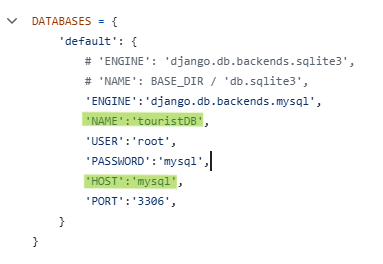 DATABASES = {
'default': {
# 'ENGINE': 'django.db.backends.sqlite3',
# 'NAME': BASE_DIR / 'db.sqlite3',
'ENGINE':'django.db.backends.mysql',
'NAME':'touristDB',
'USER':'root',
'PASSWORD':'mysql',
'HOST':'mysql',
'PORT':'3306',
}
}